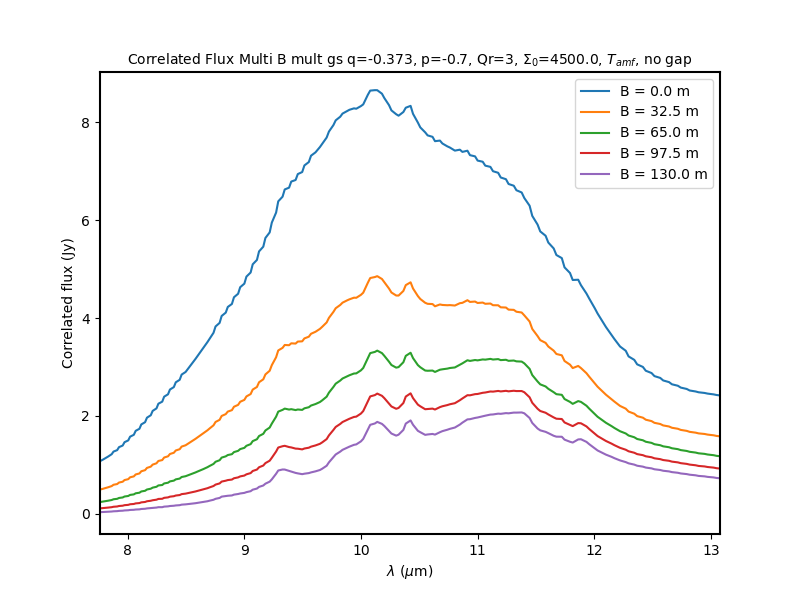 Correlated Flux Multi B mult gs q=-0.373, p=-0.7, Qr=3, Σ₀=4500.0, T_amf, no gap
B = 0.0 m
B = 32.5 m
B = 65.0 m
B = 97.5 m
B = 130.0 m
Correlated flux (Jy)
8
6
4
2
0
8 9 10 11 12 13
λ (μm)